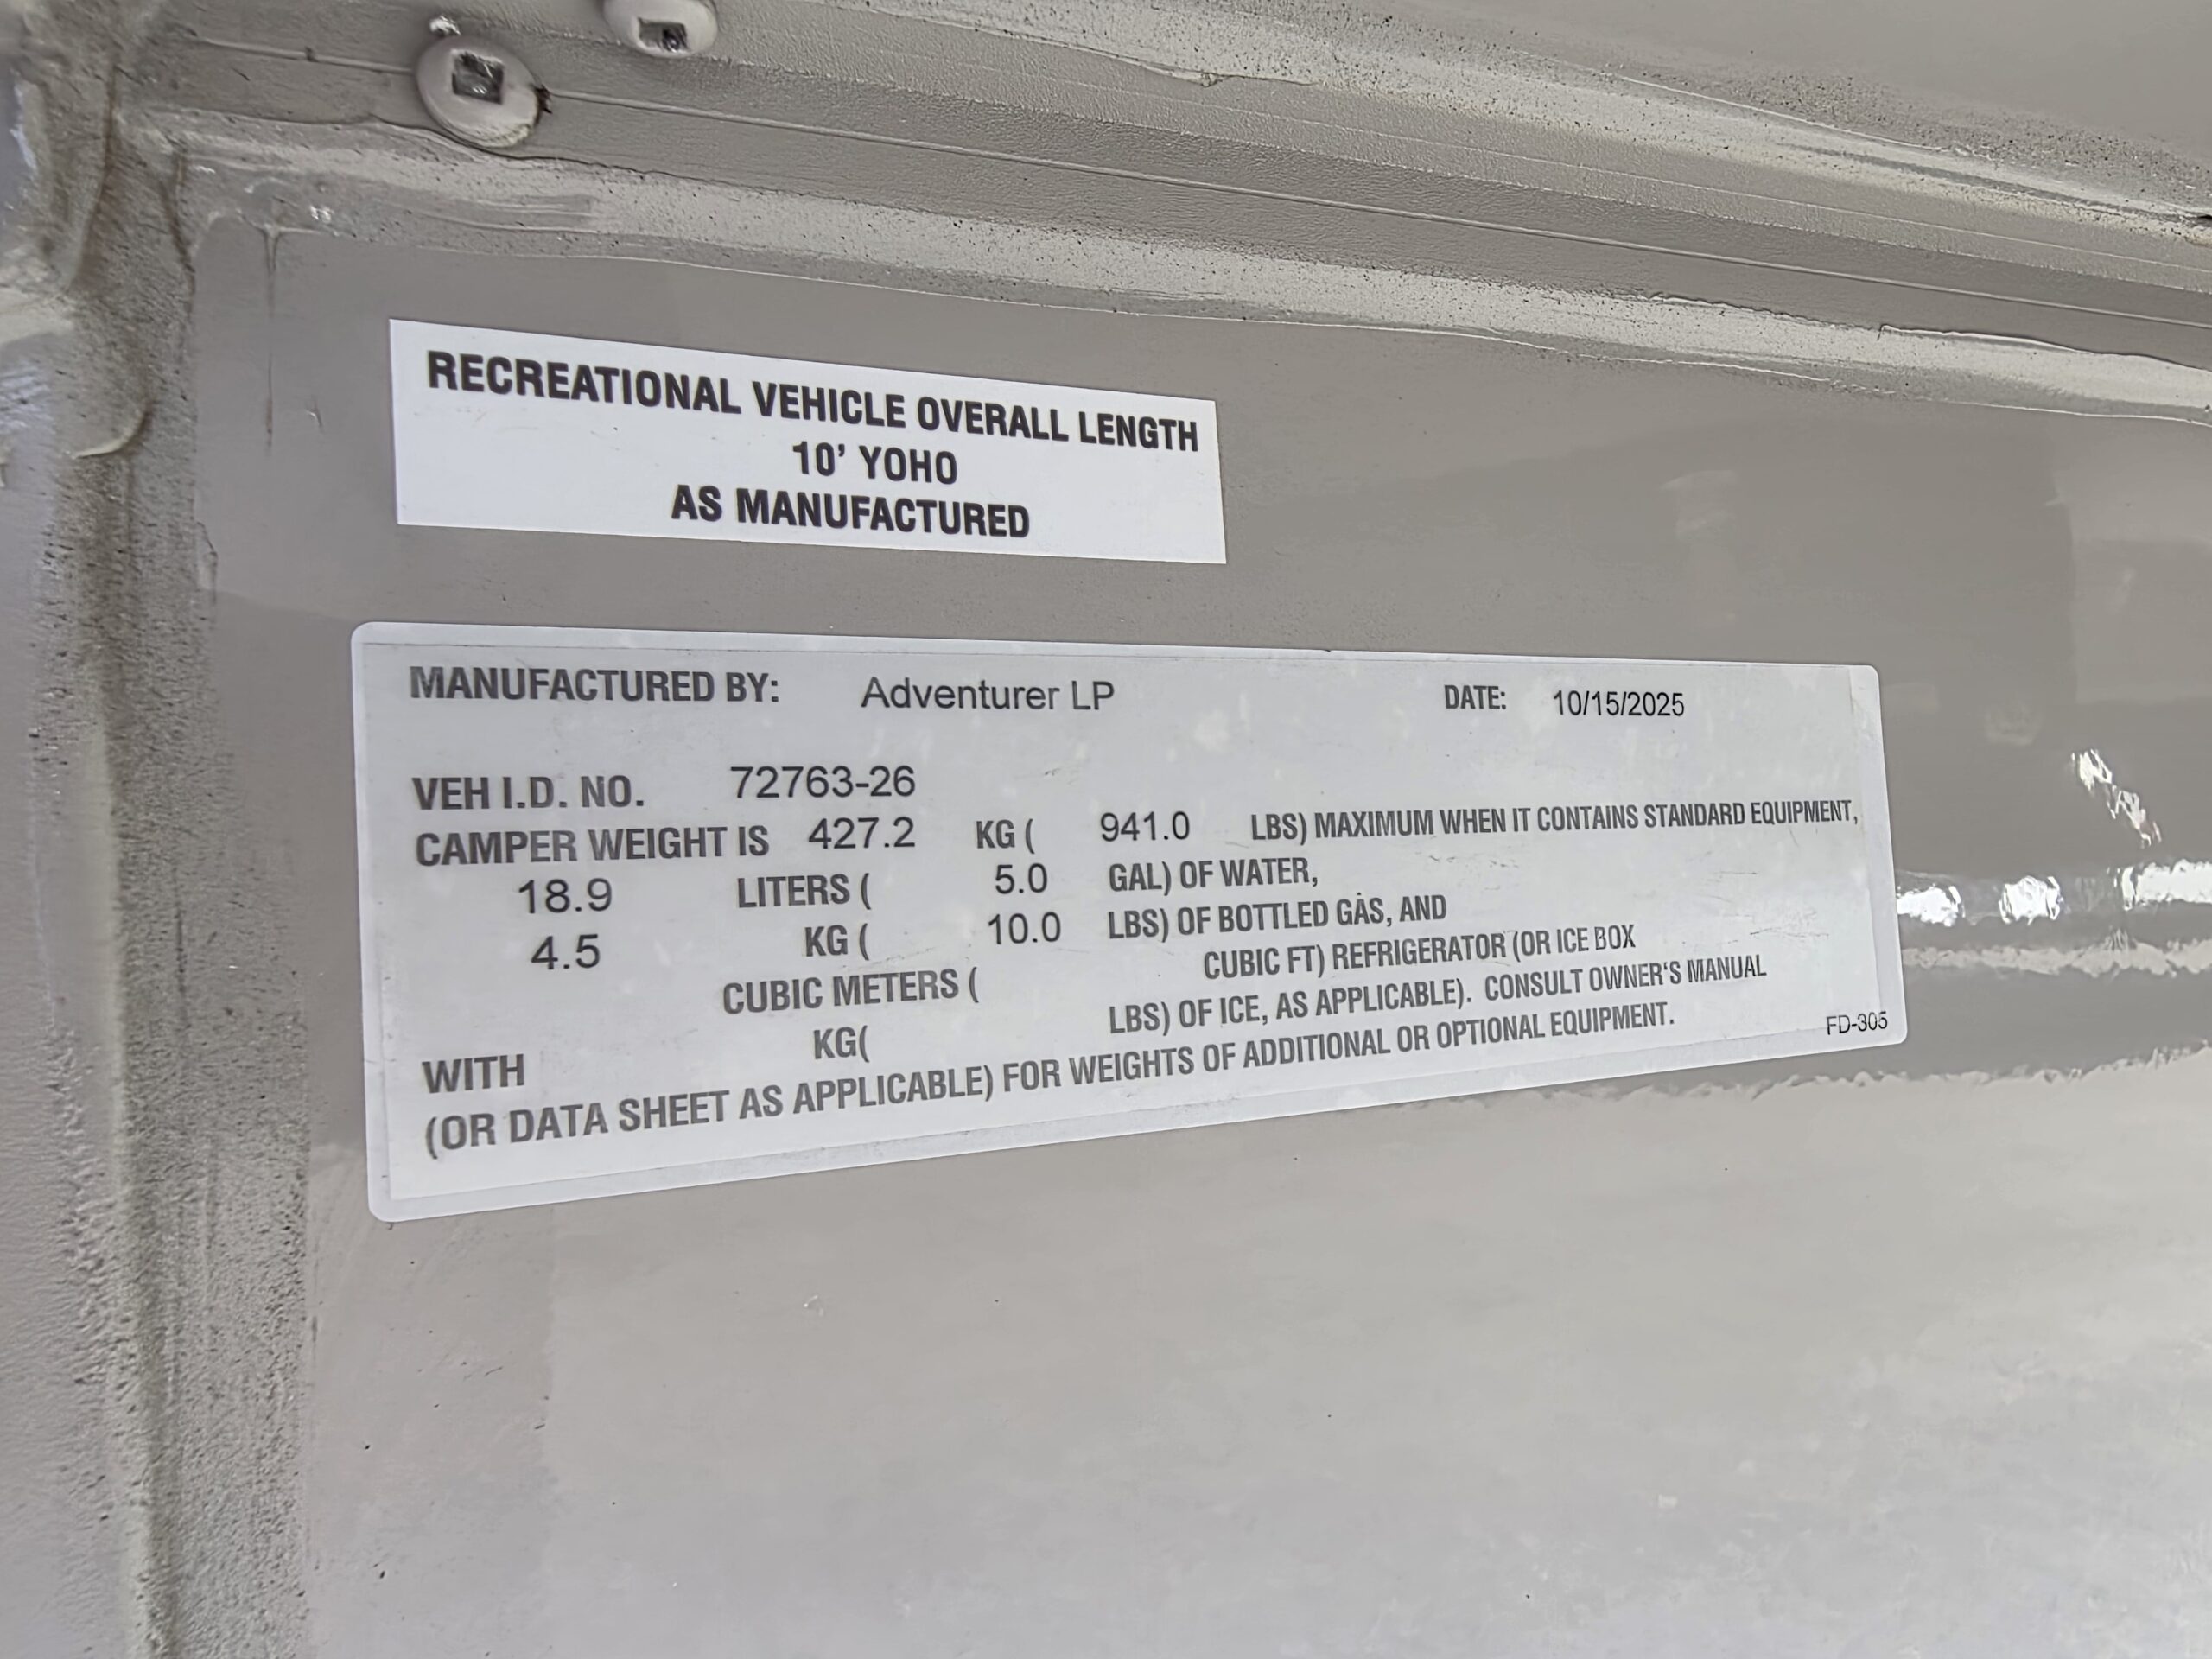 RECREATIONAL VEHICLE OVERALL LENGTH
10' YOHO
AS MANUFACTURED
MANUFACTURED BY: Adventurer LP DATE: 10/15/2025
VEH I.D. NO. 72763-26
CAMPER WEIGHT IS 427.2 KG ( 941.0 LBS) MAXIMUM WHEN IT CONTAINS STANDARD EQUIPMENT,
18.9 LITERS ( 5.0 GAL) OF WATER,
4.5 KG ( 10.0 LBS) OF BOTTLED GAS, AND
CUBIC METERS ( CUBIC FT) REFRIGERATOR (OR ICE BOX
WITH KG( LBS) OF ICE, AS APPLICABLE). CONSULT OWNER'S MANUAL
(OR DATA SHEET AS APPLICABLE) FOR WEIGHTS OF ADDITIONAL OR OPTIONAL EQUIPMENT.
FD-305